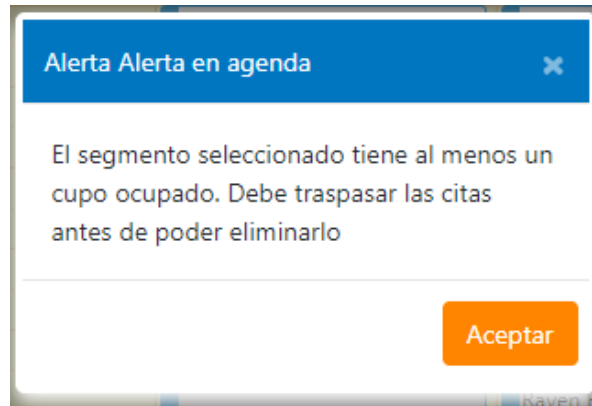 Alerta Alerta en agenda
El segmento seleccionado tiene al menos un
cupo ocupado. Debe traspasar las citas
antes de poder eliminarlo
Aceptar
Raven